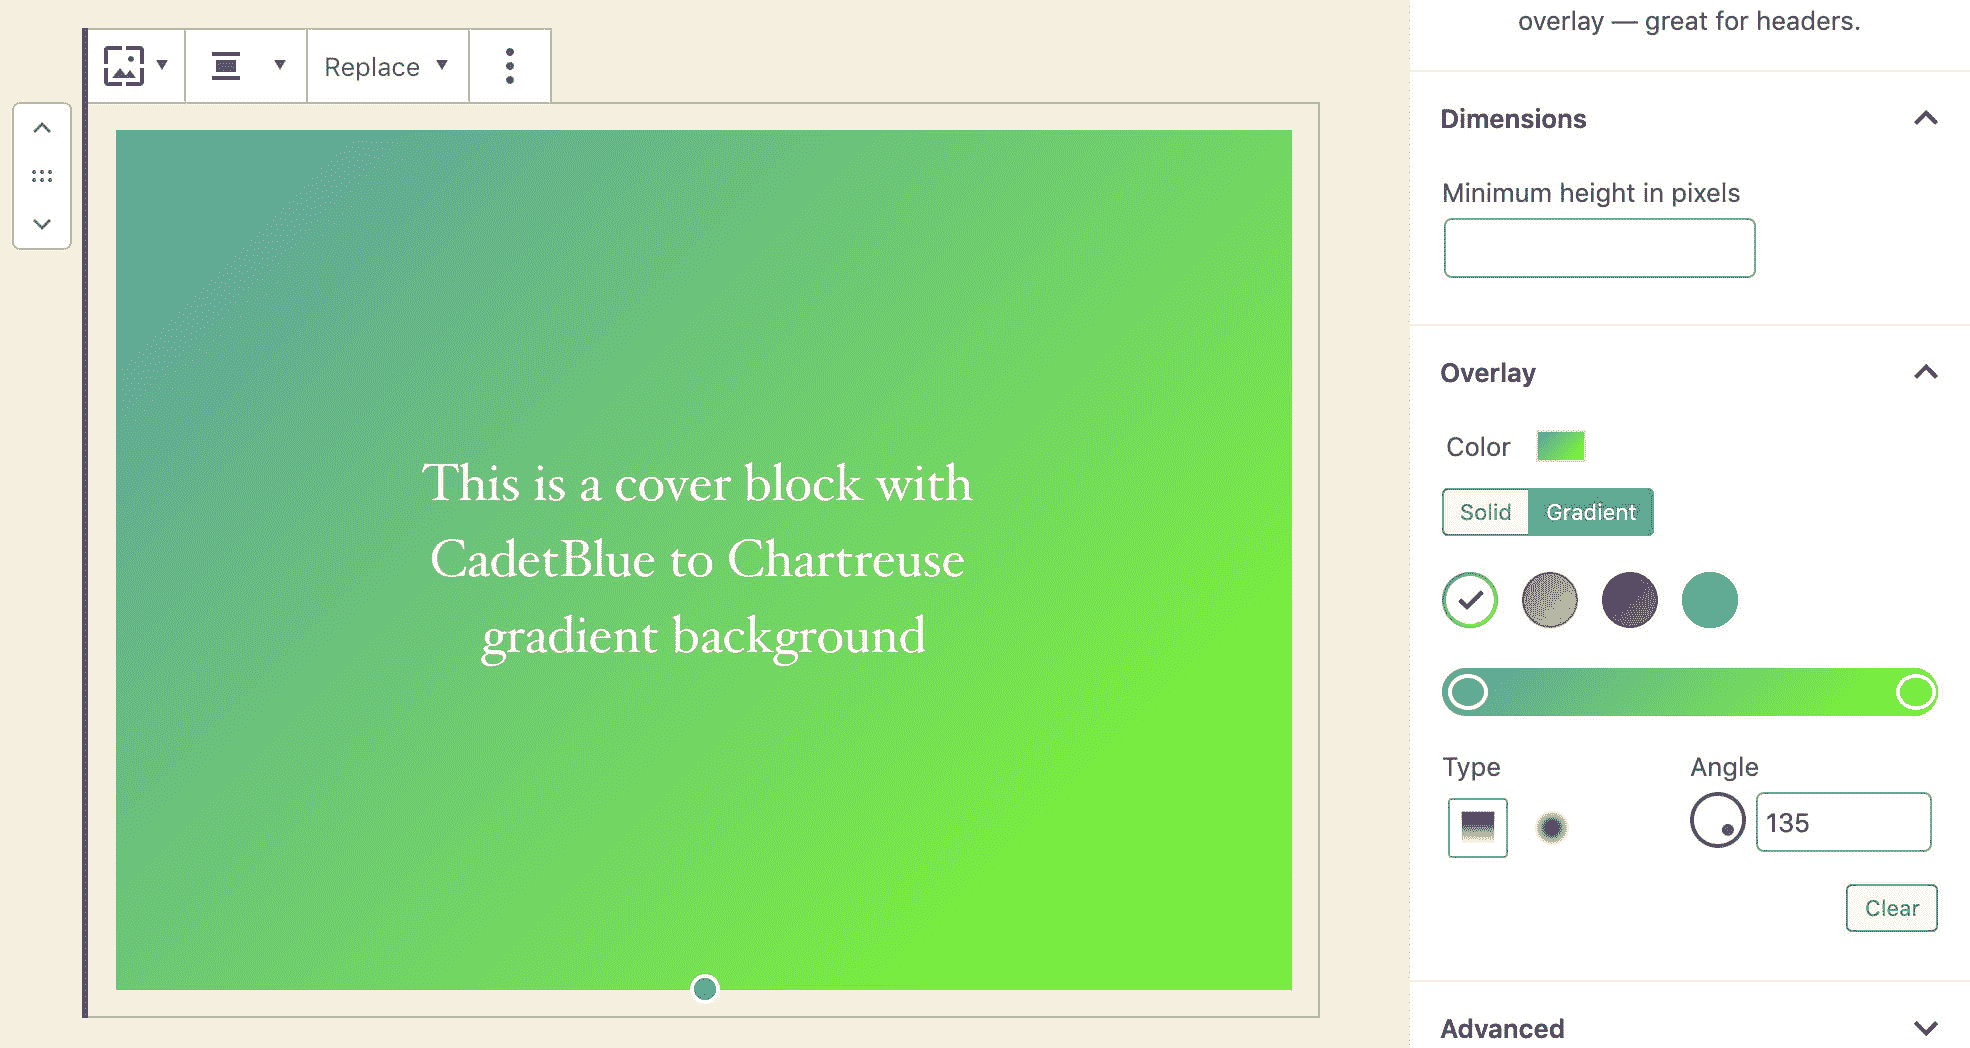 Replace
This is a cover block with
CadetBlue to Chartreuse
gradient background
overlay — great for headers.
Dimensions
Minimum height in pixels
Overlay
Color
Solid Gradient
Type Angle
135
Clear
Advanced